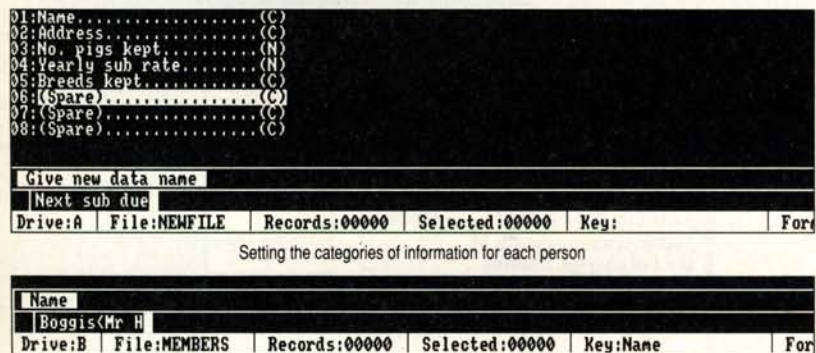 01:Name.................(C)
02:Address..............(C)
03:No. pigs kept........(N)
04:Yearly sub rate......(N)
05:Breeds kept..........(C)
06:(Spare)..............(C)
07:(Spare)..............(C)
08:(Spare)..............(C)
Give new data name
Next sub due
Drive:A File:NEWFILE Records:00000 Selected:00000 Key:
Setting the categories of information for each person
Name
Boggis(Mr H
Drive:B File:MEMBERS Records:00000 Selected:00000 Key:Name For